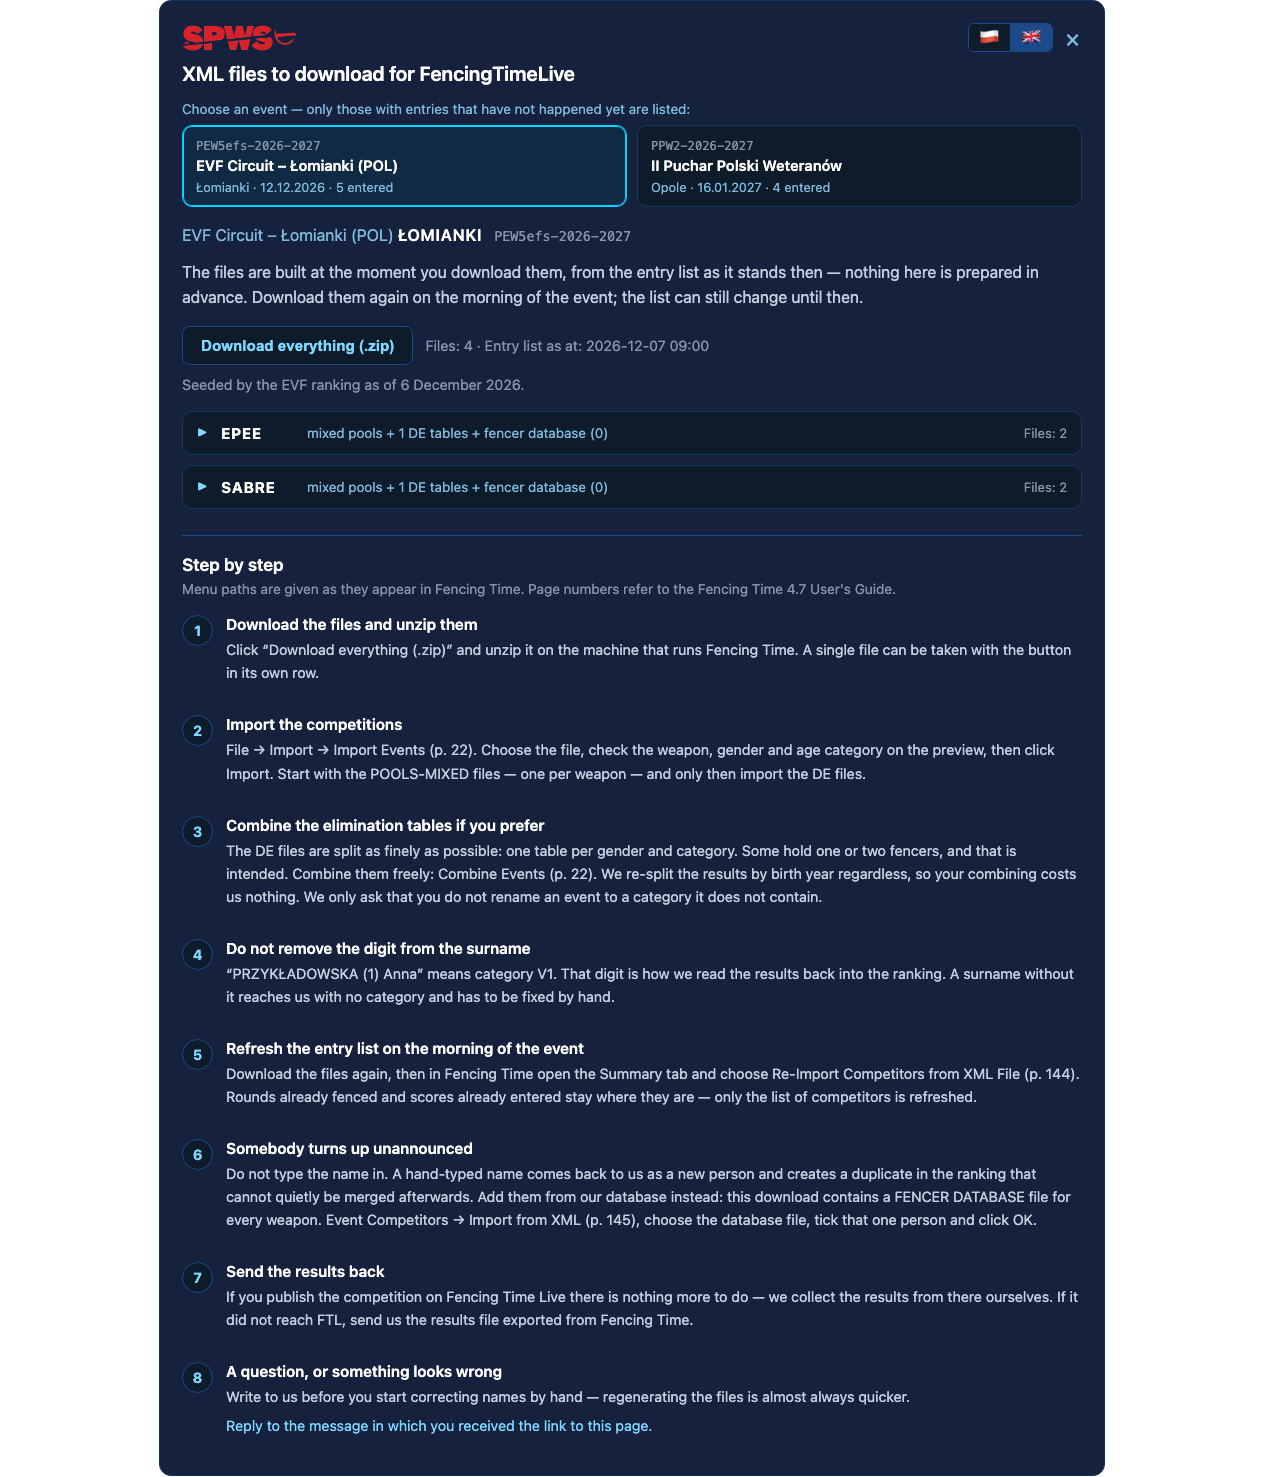 SPWS
XML files to download for FencingTimeLive
Choose an event — only those with entries that have not happened yet are listed:
PEW5efs-2026-2027
EVF Circuit – Łomianki (POL)
Łomianki · 12.12.2026 · 5 entered
PPW2-2026-2027
II Puchar Polski Weteranów
Opole · 16.01.2027 · 4 entered
EVF Circuit – Łomianki (POL) ŁOMIANKI PEW5efs-2026-2027
The files are built at the moment you download them, from the entry list as it stands then — nothing here is prepared in
advance. Download them again on the morning of the event; the list can still change until then.
Download everything (.zip) Files: 4 · Entry list as at: 2026-12-07 09:00
Seeded by the EVF ranking as of 6 December 2026.
EPEE mixed pools + 1 DE tables + fencer database (0) Files: 2
SABRE mixed pools + 1 DE tables + fencer database (0) Files: 2
Step by step
Menu paths are given as they appear in Fencing Time. Page numbers refer to the Fencing Time 4.7 User's Guide.
1 Download the files and unzip them
Click “Download everything (.zip)” and unzip it on the machine that runs Fencing Time. A single file can be taken with the button
in its own row.
2 Import the competitions
File → Import → Import Events (p. 22). Choose the file, check the weapon, gender and age category on the preview, then click
Import. Start with the POOLS-MIXED files — one per weapon — and only then import the DE files.
3 Combine the elimination tables if you prefer
The DE files are split as finely as possible: one table per gender and category. Some hold one or two fencers, and that is
intended. Combine them freely: Combine Events (p. 22). We re-split the results by birth year regardless, so your combining costs
us nothing. We only ask that you do not rename an event to a category it does not contain.
4 Do not remove the digit from the surname
“PRZYKŁADOWSKA (1) Anna” means category V1. That digit is how we read the results back into the ranking. A surname without
it reaches us with no category and has to be fixed by hand.
5 Refresh the entry list on the morning of the event
Download the files again, then in Fencing Time open the Summary tab and choose Re-Import Competitors from XML File (p. 144).
Rounds already fenced and scores already entered stay where they are — only the list of competitors is refreshed.
6 Somebody turns up unannounced
Do not type the name in. A hand-typed name comes back to us as a new person and creates a duplicate in the ranking that
cannot quietly be merged afterwards. Add them from our database instead: this download contains a FENCER DATABASE file for
every weapon. Event Competitors → Import from XML (p. 145), choose the database file, tick that one person and click OK.
7 Send the results back
If you publish the competition on Fencing Time Live there is nothing more to do — we collect the results from there ourselves. If it
did not reach FTL, send us the results file exported from Fencing Time.
8 A question, or something looks wrong
Write to us before you start correcting names by hand — regenerating the files is almost always quicker.
Reply to the message in which you received the link to this page.